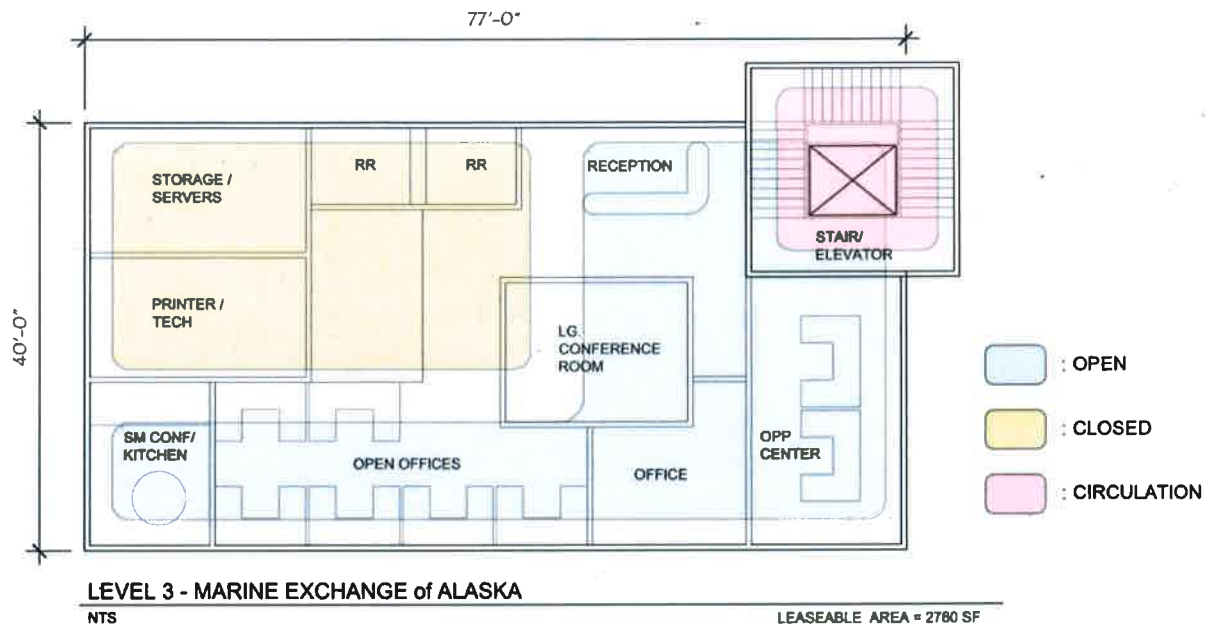 77'-0"
40'-0"
STORAGE /
SERVERS
RR
RR
RECEPTION
STAIR/
ELEVATOR
PRINTER /
TECH
LG.
CONFERENCE
ROOM
SM CONF/
KITCHEN
OPEN OFFICES
OFFICE
OPP
CENTER
: OPEN
: CLOSED
: CIRCULATION
LEVEL 3 - MARINE EXCHANGE of ALASKA
NTS
LEASEABLE AREA = 2760 SF